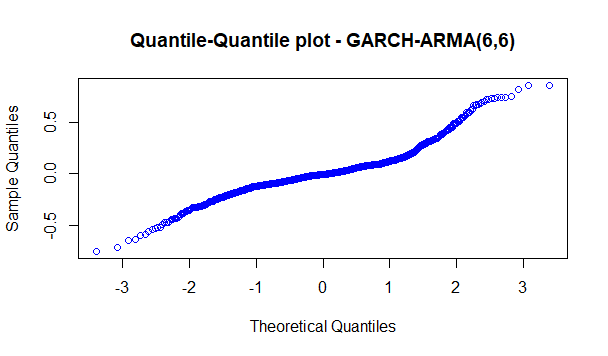 Quantile-Quantile plot - GARCH-ARMA(6,6)
Sample Quantiles
0.5
0.0
-0.5
-3 -2 -1 0 1 2 3
Theoretical Quantiles